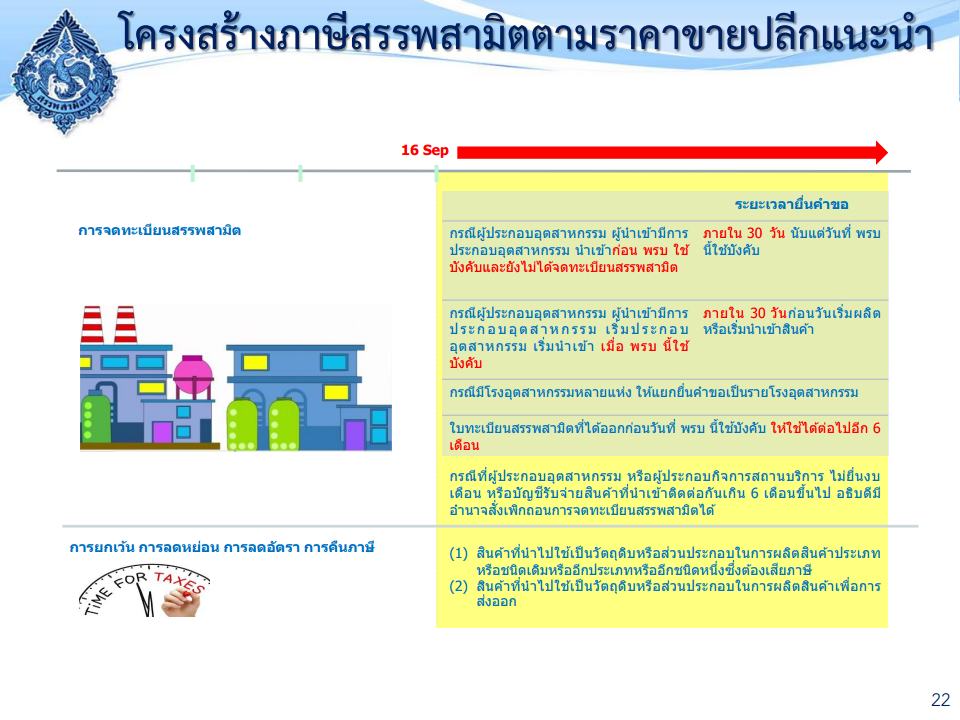 โครงสร้างภาษีสรรพสามิตตามราคาขายปลีกแนะนำ
สรรพสามิต
16 Sep
ระยะเวลายื่นคำขอ
การจดทะเบียนสรรพสามิต
กรณีผู้ประกอบอุตสาหกรรม ผู้นำเข้ามีการ
ประกอบอุตสาหกรรม นำเข้าก่อน พรบ ใช้
บังคับและยังไม่ได้จดทะเบียนสรรพสามิต
ภายใน 30 วัน นับแต่วันที่ พรบ
นี้ใช้บังคับ
กรณีผู้ประกอบอุตสาหกรรม ผู้นำเข้ามีการ
ประกอบอุตสาหกรรม เริ่มประกอบ
อุตสาหกรรม เริ่มนำเข้า เมื่อ พรบ นี้ใช้
บังคับ
ภายใน 30 วันก่อนวันเริ่มผลิต
หรือเริ่มนำเข้าสินค้า
กรณีมีโรงอุตสาหกรรมหลายแห่ง ให้แยกยื่นคำขอเป็นรายโรงอุตสาหกรรม
ใบทะเบียนสรรพสามิตที่ได้ออกก่อนวันที่ พรบ นี้ใช้บังคับ ให้ใช้ได้ต่อไปอีก 6
เดือน
กรณีที่ผู้ประกอบอุตสาหกรรม หรือผู้ประกอบกิจการสถานบริการ ไม่ยื่นงบ
เดือน หรือบัญชีรับจ่ายสินค้าที่นำเข้าติดต่อกันเกิน 6 เดือนขึ้นไป อธิบดีมี
อำนาจสั่งเพิกถอนการจดทะเบียนสรรพสามิตได้
การยกเว้น การลดหย่อน การลดอัตรา การคืนภาษี
TIME FOR TAXES
(1) สินค้าที่นำไปใช้เป็นวัตถุดิบหรือส่วนประกอบในการผลิตสินค้าประเภท
หรือชนิดเดิมหรืออีกประเภทหรืออีกชนิดหนึ่งซึ่งต้องเสียภาษี
(2) สินค้าที่นำไปใช้เป็นวัตถุดิบหรือส่วนประกอบในการผลิตสินค้าเพื่อการ
ส่งออก
22